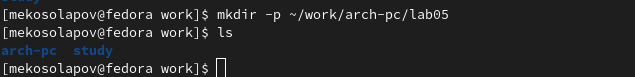 [mekosolapov@fedora work]$ mkdir -p ~/work/arch-pc/lab05
[mekosolapov@fedora work]$ ls
arch-pc  study
[mekosolapov@fedora work]$